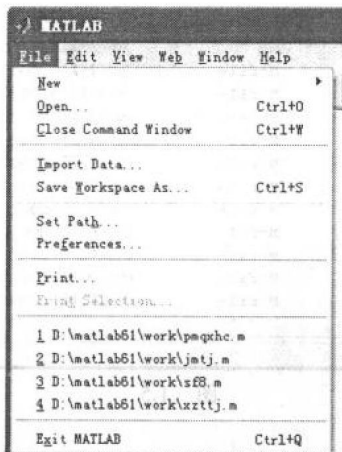 MATLAB
File Edit View Web Window Help
New
Open... Ctrl+O
Close Command Window Ctrl+W
Import Data...
Save Workspace As... Ctrl+S
Set Path...
Preferences...
Print...
Print Selection...
1 D:\matlab61\work\pmqxhc.m
2 D:\matlab61\work\jmtj.m
3 D:\matlab61\work\sf8.m
4 D:\matlab61\work\xzttj.m
Exit MATLAB Ctrl+Q